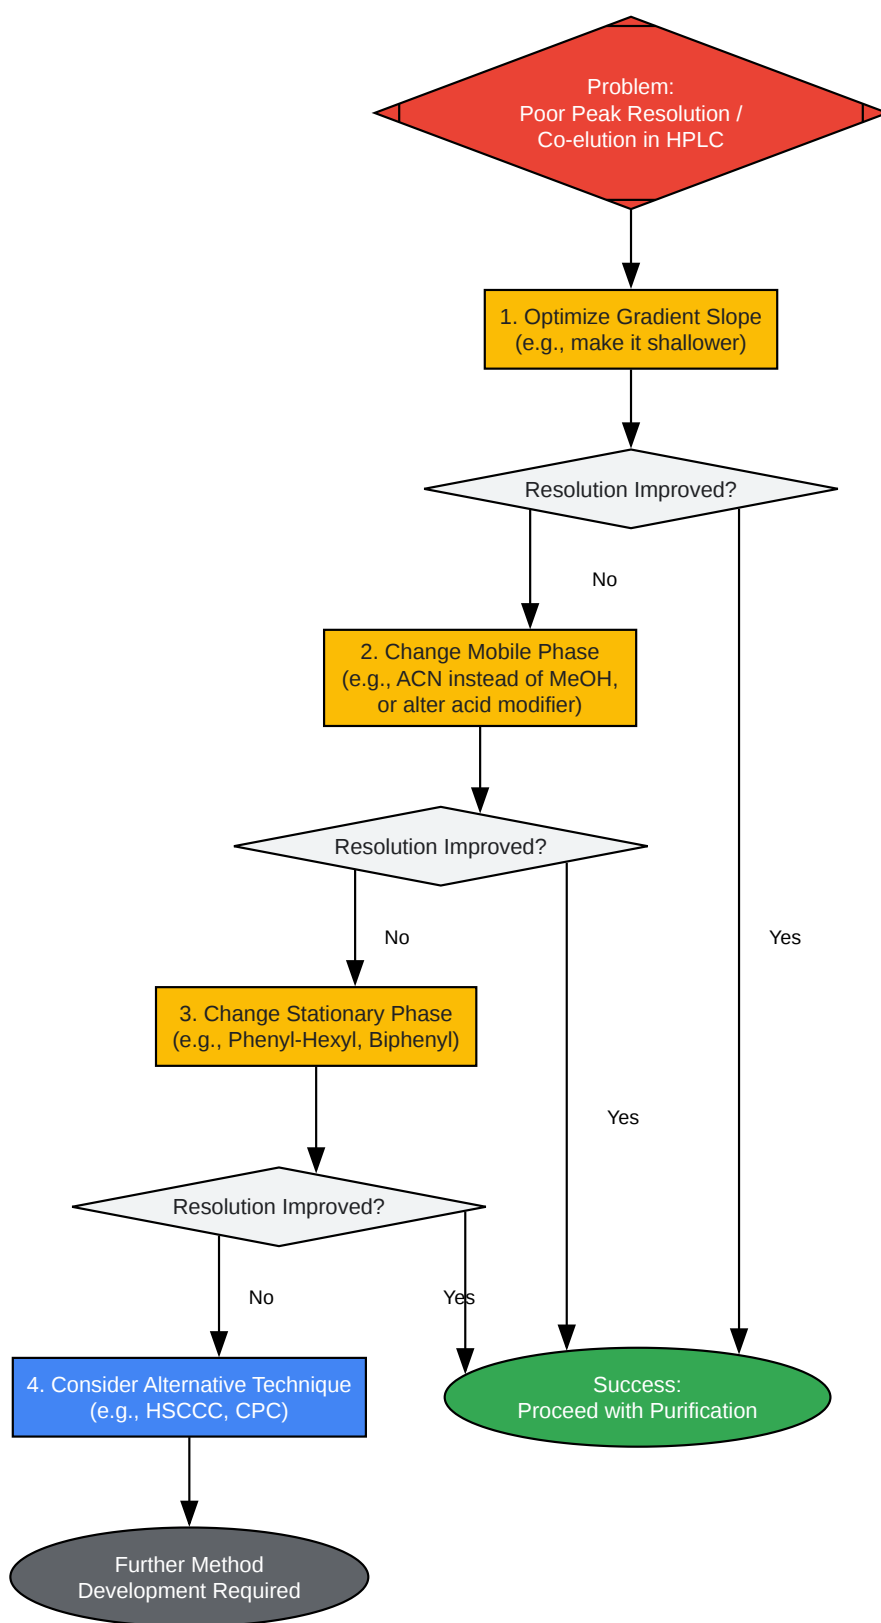 Problem:
Poor Peak Resolution /
Co-elution in HPLC
1. Optimize Gradient Slope
(e.g., make it shallower)
Resolution Improved?
No
2. Change Mobile Phase
(e.g., ACN instead of MeOH,
or alter acid modifier)
Resolution Improved?
No
Yes
3. Change Stationary Phase
(e.g., Phenyl-Hexyl, Biphenyl)
Yes
Resolution Improved?
No
Yes
4. Consider Alternative Technique
(e.g., HSCCC, CPC)
Success:
Proceed with Purification
Further Method
Development Required